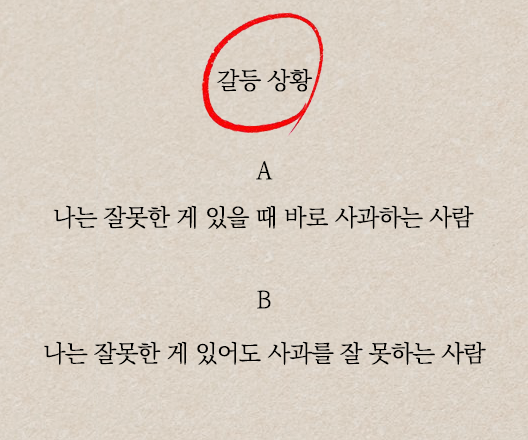 갈등 상황
A
나는 잘못한 게 있을 때 바로 사과하는 사람
B
나는 잘못한 게 있어도 사과를 잘 못하는 사람